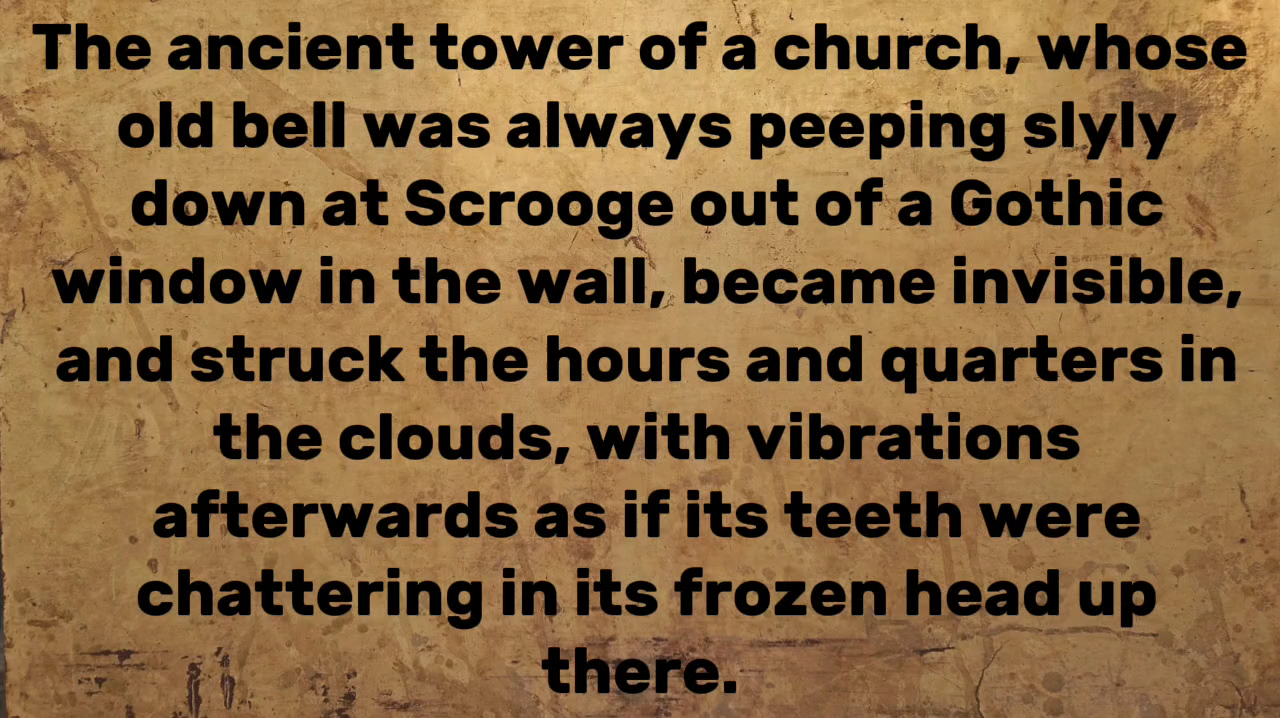 The ancient tower of a church, whose
old bell was always peeping slyly
down at Scrooge out of a Gothic
window in the wall, became invisible,
and struck the hours and quarters in
the clouds, with vibrations
afterwards as if its teeth were
chattering in its frozen head up
there.